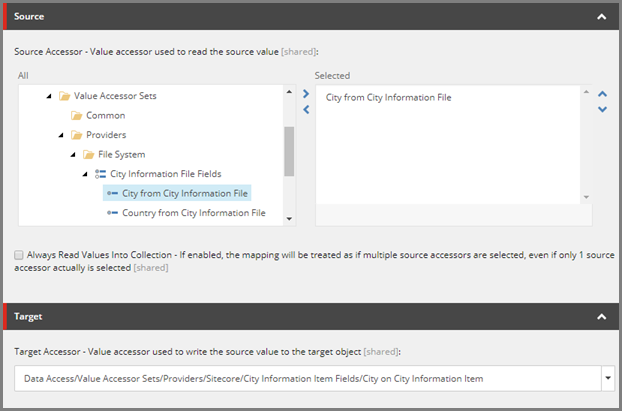 Source
Source Accessor - Value accessor used to read the source value [shared]:
All
Selected
Value Accessor Sets
Common
Providers
File System
City Information File Fields
City from City Information File
Country from City Information File
City from City Information File
Always Read Values Into Collection - If enabled, the mapping will be treated as if multiple source accessors are selected, even if only 1 source
accessor actually is selected [shared]
Target
Target Accessor - Value accessor used to write the source value to the target object [shared]:
Data Access/Value Accessor Sets/Providers/Sitecore/City Information Item Fields/City on City Information Item